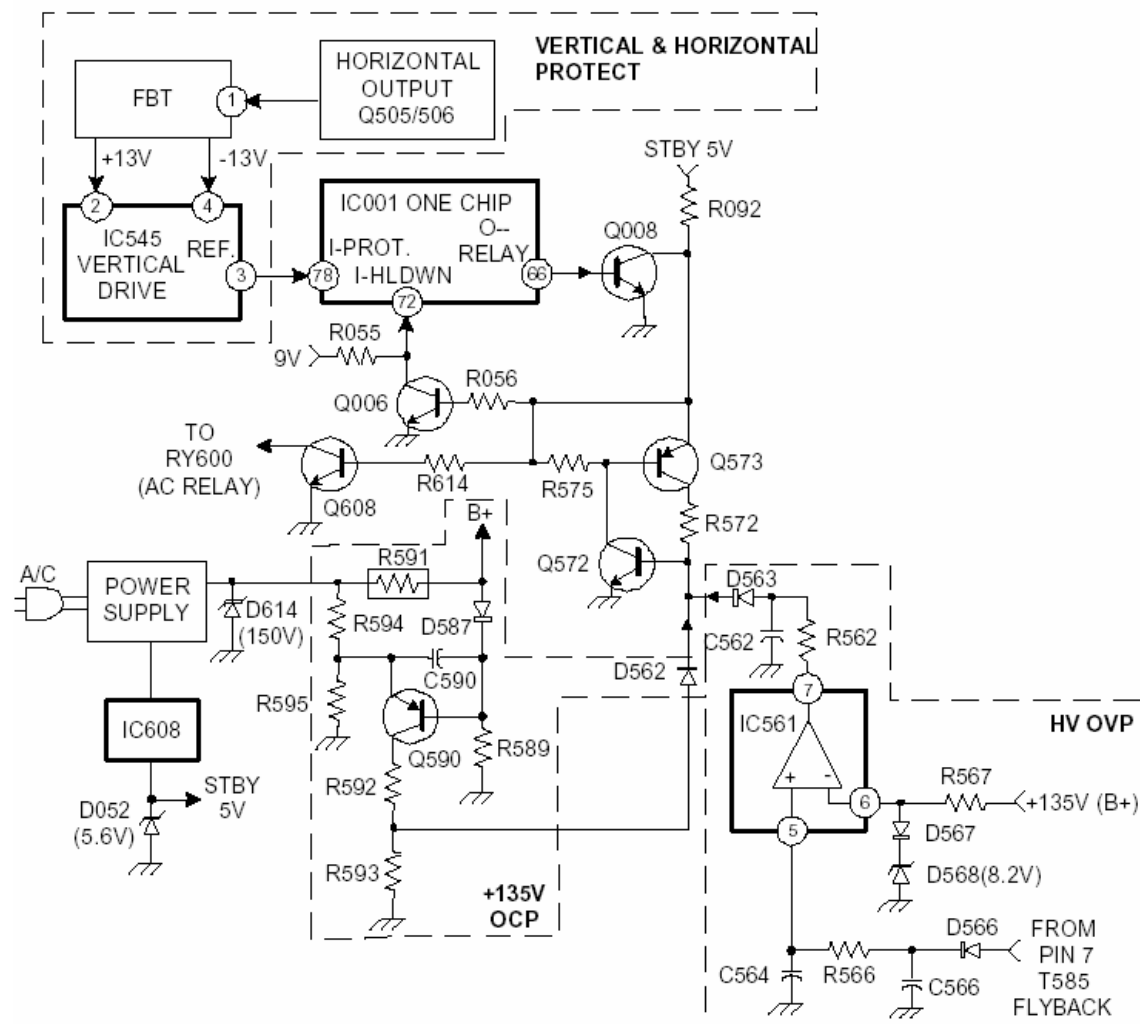 VERTICAL & HORIZONTAL
PROTECT
HORIZONTAL
OUTPUT
Q505/506
FBT
1
+13V
-13V
2
4
IC545
VERTICAL
DRIVE
REF.
3
IC001 ONE CHIP
O--
RELAY
I-PROT.
I-HLDWN
78
66
72
STBY 5V
R092
Q008
R055
9V
Q006
R056
TO
RY600
(AC RELAY)
Q608
R614
R575
Q573
R572
Q572
B+
A/C
POWER
SUPPLY
D614
(150V)
R591
R594
D587
C590
R595
Q590
R589
R592
R593
+135V
OCP
IC608
STBY
5V
D052
(5.6V)
D562
D563
C562
R562
7
IC561
+
-
6
5
HV OVP
R567
+135V (B+)
D567
D568(8.2V)
D566
FROM
PIN 7
T585
FLYBACK
C564
R566
C566